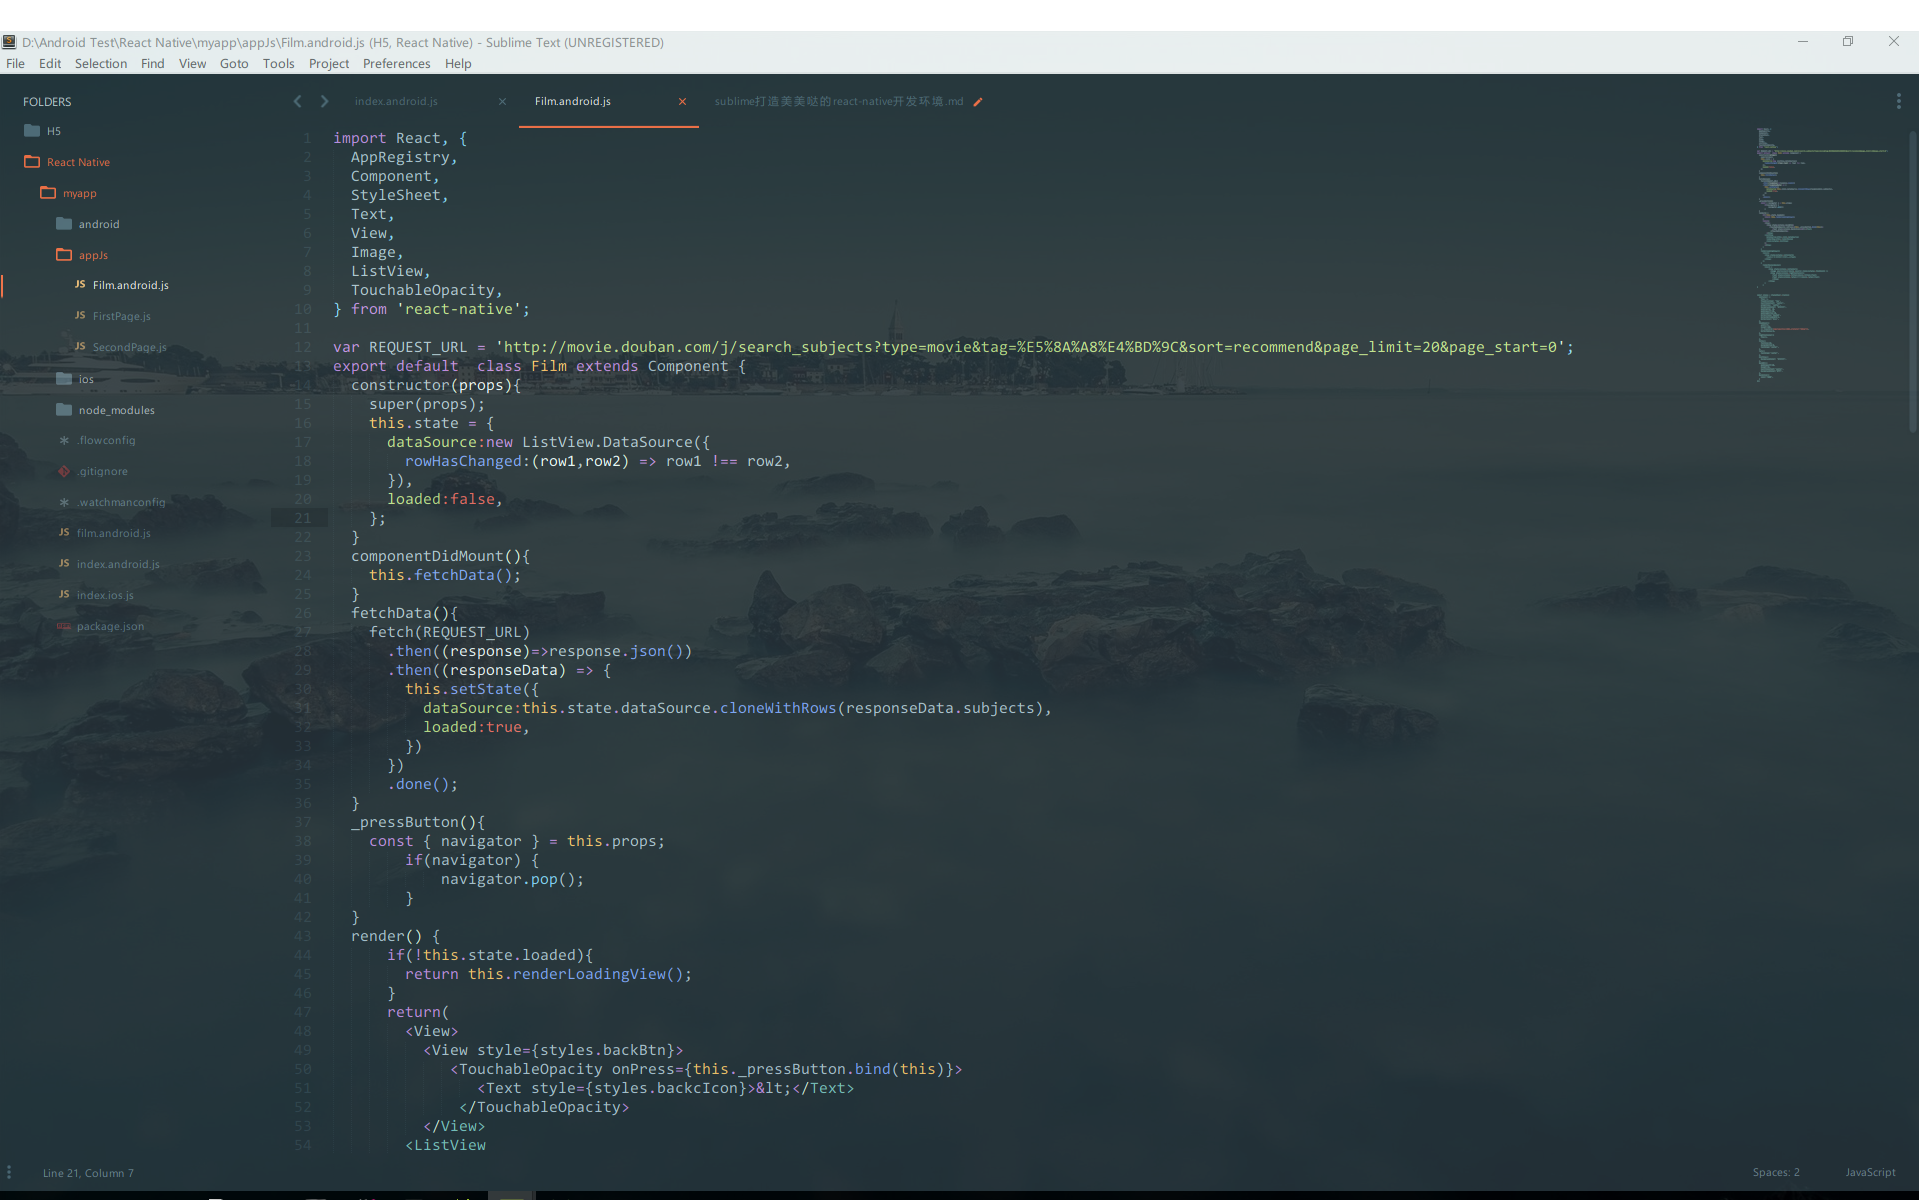 D:\Android Test\React Native\myapp\appJs\Film.android.js (H5, React Native) - Sublime Text (UNREGISTERED)
File Edit Selection Find View Goto Tools Project Preferences Help
FOLDERS
H5
React Native
myapp
android
appJs
JS Film.android.js
JS FirstPage.js
JS SecondPage.js
ios
node_modules
.flowconfig
.gitignore
.watchmanconfig
JS film.android.js
JS index.android.js
JS index.ios.js
package.json
index.android.js
Film.android.js
sublime打造美美哒的react-native开发环境.md
1 import React, {
2 AppRegistry,
3 Component,
4 StyleSheet,
5 Text,
6 View,
7 Image,
8 ListView,
9 TouchableOpacity,
10 } from 'react-native';
11
12 var REQUEST_URL = 'http://movie.douban.com/j/search_subjects?type=movie&tag=%E5%8A%A8%E4%BD%9C&sort=recommend&page_limit=20&page_start=0';
13 export default  class Film extends Component {
14 constructor(props){
15 super(props);
16 this.state = {
17 dataSource:new ListView.DataSource({
18 rowHasChanged:(row1,row2) => row1 !== row2,
19 }),
20 loaded:false,
21 };
22 }
23 componentDidMount(){
24 this.fetchData();
25 }
26 fetchData(){
27 fetch(REQUEST_URL)
28 .then((response)=>response.json())
29 .then((responseData) => {
30 this.setState({
31 dataSource:this.state.dataSource.cloneWithRows(responseData.subjects),
32 loaded:true,
33 })
34 })
35 .done();
36 }
37 _pressButton(){
38 const { navigator } = this.props;
39 if(navigator) {
40 navigator.pop();
41 }
42 }
43 render() {
44 if(!this.state.loaded){
45 return this.renderLoadingView();
46 }
47 return(
48 <View>
49 <View style={styles.backBtn}>
50 <TouchableOpacity onPress={this._pressButton.bind(this)}>
51 <Text style={styles.backcIcon}>&lt;</Text>
52 </TouchableOpacity>
53 </View>
54 <ListView
Line 21, Column 7
Spaces: 2
JavaScript